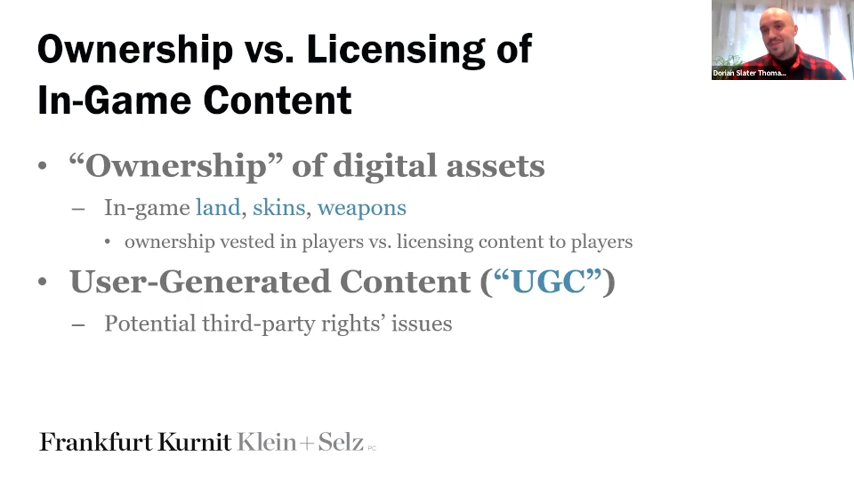 Ownership vs. Licensing of
In-Game Content
Dorian Slater Thoma...
• “Ownership” of digital assets
– In-game land, skins, weapons
• ownership vested in players vs. licensing content to players
• User-Generated Content (“UGC”)
– Potential third-party rights’ issues
Frankfurt Kurnit Klein+Selz PC